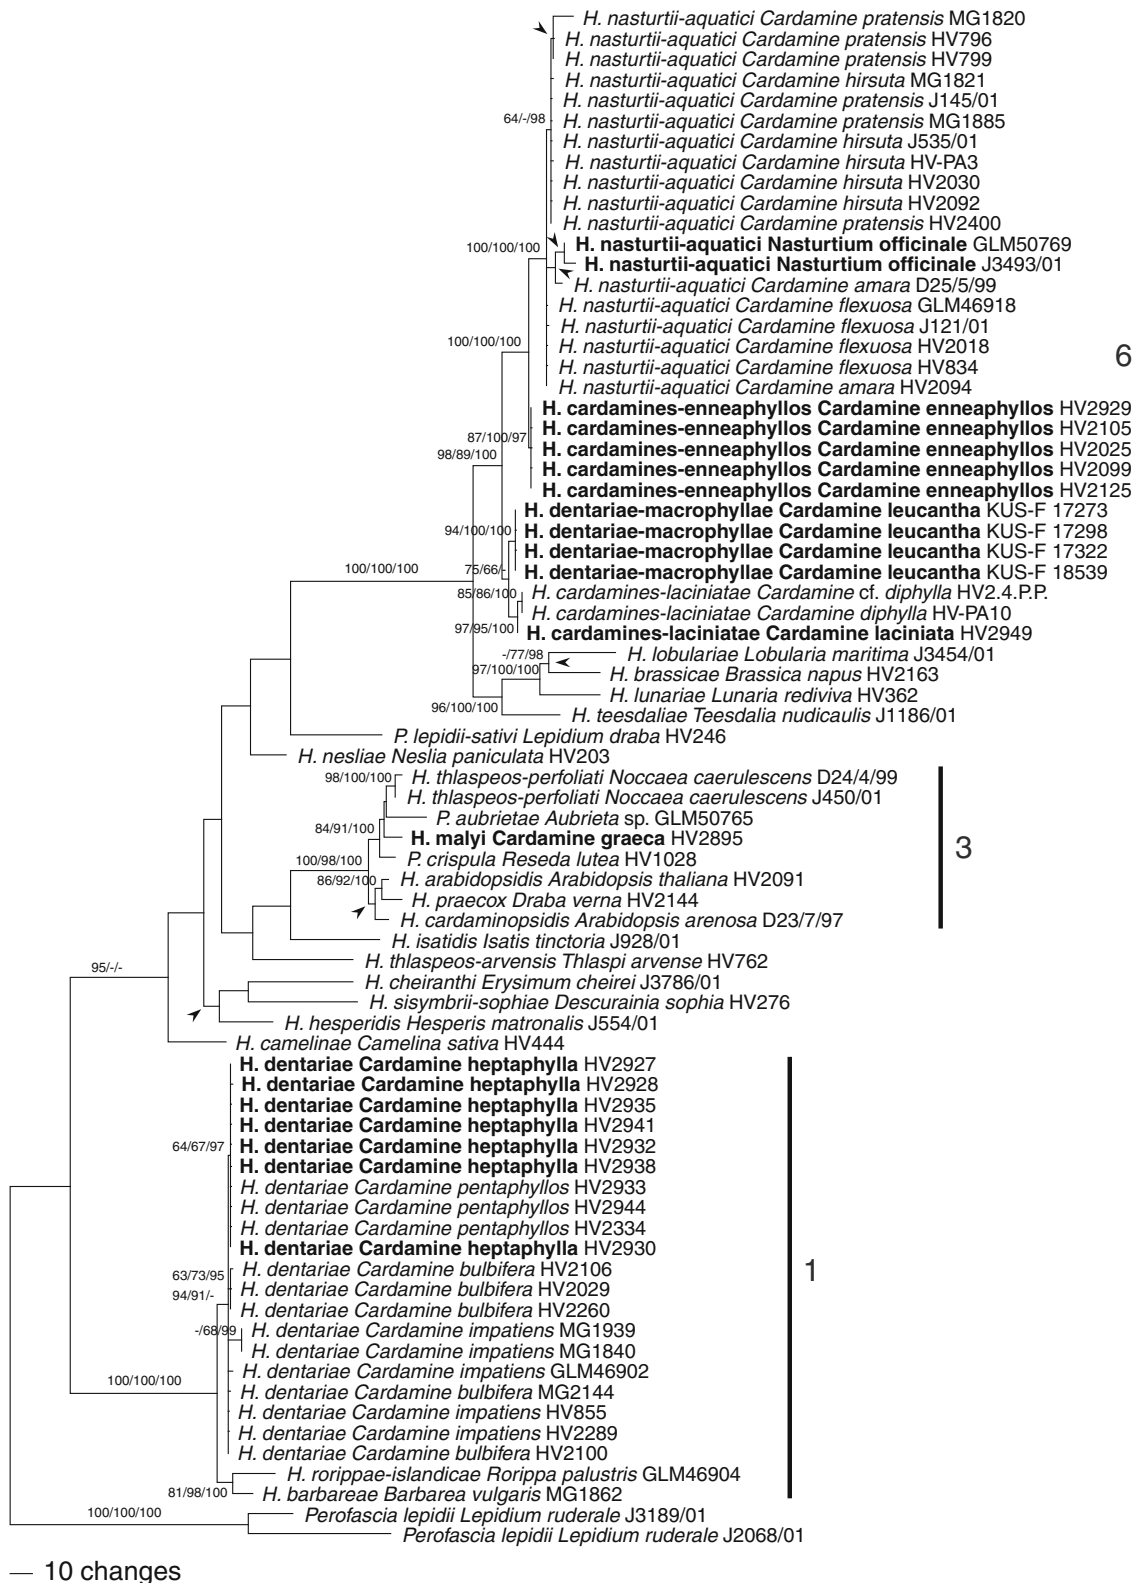 H. nasturtii-aquatici Cardamine pratensis MG1820
H. nasturtii-aquatici Cardamine pratensis HV796
H. nasturtii-aquatici Cardamine pratensis HV799
H. nasturtii-aquatici Cardamine hirsuta MG1821
H. nasturtii-aquatici Cardamine pratensis J145/01
64/-/98
H. nasturtii-aquatici Cardamine pratensis MG1885
H. nasturtii-aquatici Cardamine hirsuta J535/01
H. nasturtii-aquatici Cardamine hirsuta HV-PA3
H. nasturtii-aquatici Cardamine hirsuta HV2030
H. nasturtii-aquatici Cardamine hirsuta HV2092
H. nasturtii-aquatici Cardamine pratensis HV2400
100/100/100
H. nasturtii-aquatici Nasturtium officinale GLM50769
H. nasturtii-aquatici Nasturtium officinale J3493/01
H. nasturtii-aquatici Cardamine amara D25/5/99
H. nasturtii-aquatici Cardamine flexuosa GLM46918
H. nasturtii-aquatici Cardamine flexuosa J121/01
100/100/100
H. nasturtii-aquatici Cardamine flexuosa HV2018
6
H. nasturtii-aquatici Cardamine flexuosa HV834
H. nasturtii-aquatici Cardamine amara HV2094
H. cardamines-enneaphyllos Cardamine enneaphyllos HV2929
H. cardamines-enneaphyllos Cardamine enneaphyllos HV2105
87/100/97
98/89/100
H. cardamines-enneaphyllos Cardamine enneaphyllos HV2025
H. cardamines-enneaphyllos Cardamine enneaphyllos HV2099
H. cardamines-enneaphyllos Cardamine enneaphyllos HV2125
H. dentariae-macrophyllae Cardamine leucantha KUS-F 17273
94/100/100
H. dentariae-macrophyllae Cardamine leucantha KUS-F 17298
H. dentariae-macrophyllae Cardamine leucantha KUS-F 17322
100/100/100
75/66/-
H. dentariae-macrophyllae Cardamine leucantha KUS-F 18539
85/86/100
H. cardamines-laciniatae Cardamine cf. diphylla HV2.4.P.P.
H. cardamines-laciniatae Cardamine diphylla HV-PA10
97/95/100
H. cardamines-laciniatae Cardamine laciniata HV2949
-/77/98
H. lobulariae Lobularia maritima J3454/01
97/100/100
H. brassicae Brassica napus HV2163
H. lunariae Lunaria rediviva HV362
96/100/100
H. teesdaliae Teesdalia nudicaulis J1186/01
P. lepidii-sativi Lepidium draba HV246
H. nesliae Neslia paniculata HV203
98/100/100
H. thlaspeos-perfoliati Noccaea caerulescens D24/4/99
H. thlaspeos-perfoliati Noccaea caerulescens J450/01
P. aubrietae Aubrieta sp. GLM50765
84/91/100
H. malyi Cardamine graeca HV2895
3
100/98/100
P. crispula Reseda lutea HV1028
86/92/100
H. arabidopsidis Arabidopsis thaliana HV2091
H. praecox Draba verna HV2144
H. cardaminopsidis Arabidopsis arenosa D23/7/97
H. isatidis Isatis tinctoria J928/01
H. thlaspeos-arvensis Thlaspi arvense HV762
95/-/-
H. cheiranthi Erysimum cheirei J3786/01
H. sisymbrii-sophiae Descurainia sophia HV276
H. hesperidis Hesperis matronalis J554/01
H. camelinae Camelina sativa HV444
H. dentariae Cardamine heptaphylla HV2927
H. dentariae Cardamine heptaphylla HV2928
H. dentariae Cardamine heptaphylla HV2935
H. dentariae Cardamine heptaphylla HV2941
64/67/97
H. dentariae Cardamine heptaphylla HV2932
H. dentariae Cardamine heptaphylla HV2938
H. dentariae Cardamine pentaphyllos HV2933
H. dentariae Cardamine pentaphyllos HV2944
H. dentariae Cardamine pentaphyllos HV2334
H. dentariae Cardamine heptaphylla HV2930
1
63/73/95
H. dentariae Cardamine bulbifera HV2106
94/91/-
H. dentariae Cardamine bulbifera HV2029
H. dentariae Cardamine bulbifera HV2260
-/68/99
H. dentariae Cardamine impatiens MG1939
H. dentariae Cardamine impatiens MG1840
H. dentariae Cardamine impatiens GLM46902
100/100/100
H. dentariae Cardamine bulbifera MG2144
H. dentariae Cardamine impatiens HV855
H. dentariae Cardamine impatiens HV2289
H. dentariae Cardamine bulbifera HV2100
H. rorippae-islandicae Rorippa palustris GLM46904
81/98/100
H. barbareae Barbarea vulgaris MG1862
100/100/100
Perofascia lepidii Lepidium ruderale J3189/01
Perofascia lepidii Lepidium ruderale J2068/01
10 changes